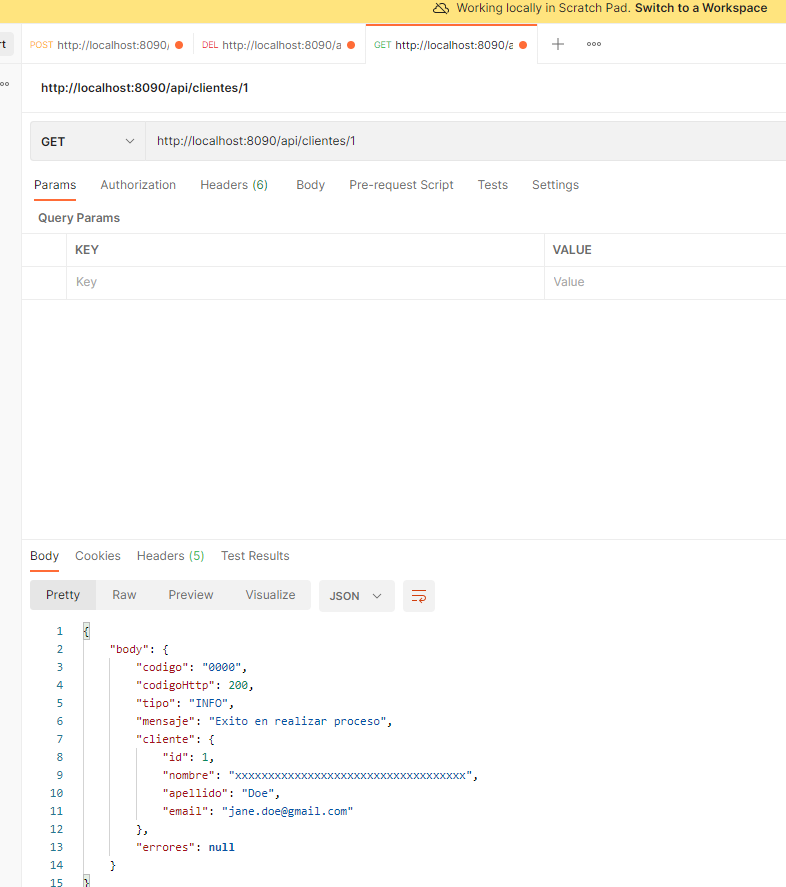 Working locally in Scratch Pad. Switch to a Workspace
rt POST http://localhost:8090/ DEL http://localhost:8090/a GET http://localhost:8090/a
http://localhost:8090/api/clientes/1
GET http://localhost:8090/api/clientes/1
Params Authorization Headers (6) Body Pre-request Script Tests Settings
Query Params
KEY VALUE
Key Value
Body Cookies Headers (5) Test Results
Pretty Raw Preview Visualize JSON
1 {
2 "body": {
3 "codigo": "0000",
4 "codigoHttp": 200,
5 "tipo": "INFO",
6 "mensaje": "Exito en realizar proceso",
7 "cliente": {
8 "id": 1,
9 "nombre": "xxxxxxxxxxxxxxxxxxxxxxxxxxxxxxxxxxx",
10 "apellido": "Doe",
11 "email": "jane.doe@gmail.com"
12 },
13 "errores": null
14 }
15 }